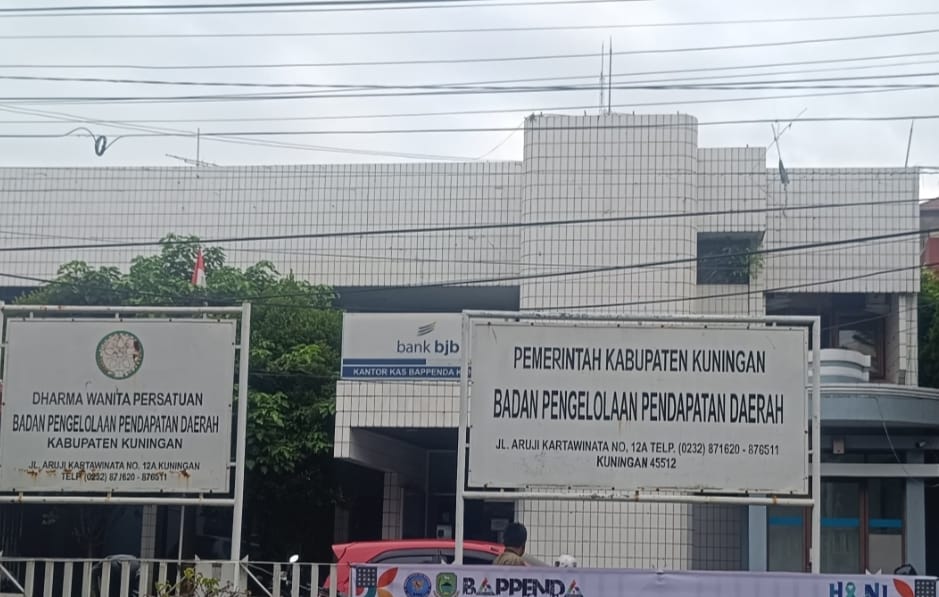 DHARMA WANITA PERSATUAN
BADAN PENGELOLAAN PENDAPATAN DAERAH
KABUPATEN KUNINGAN
JL. ARUJI KARTAWINATA NO. 12A KUNINGAN
TELP. (0232) 871620 - 876511
bank bjb
KANTOR KAS BAPPENDA
PEMERINTAH KABUPATEN KUNINGAN
BADAN PENGELOLAAN PENDAPATAN DAERAH
JL. ARUJI KARTAWINATA NO, 12A TELP. (0232) 871620 - 876511
KUNINGAN 45512
BAPPENDA